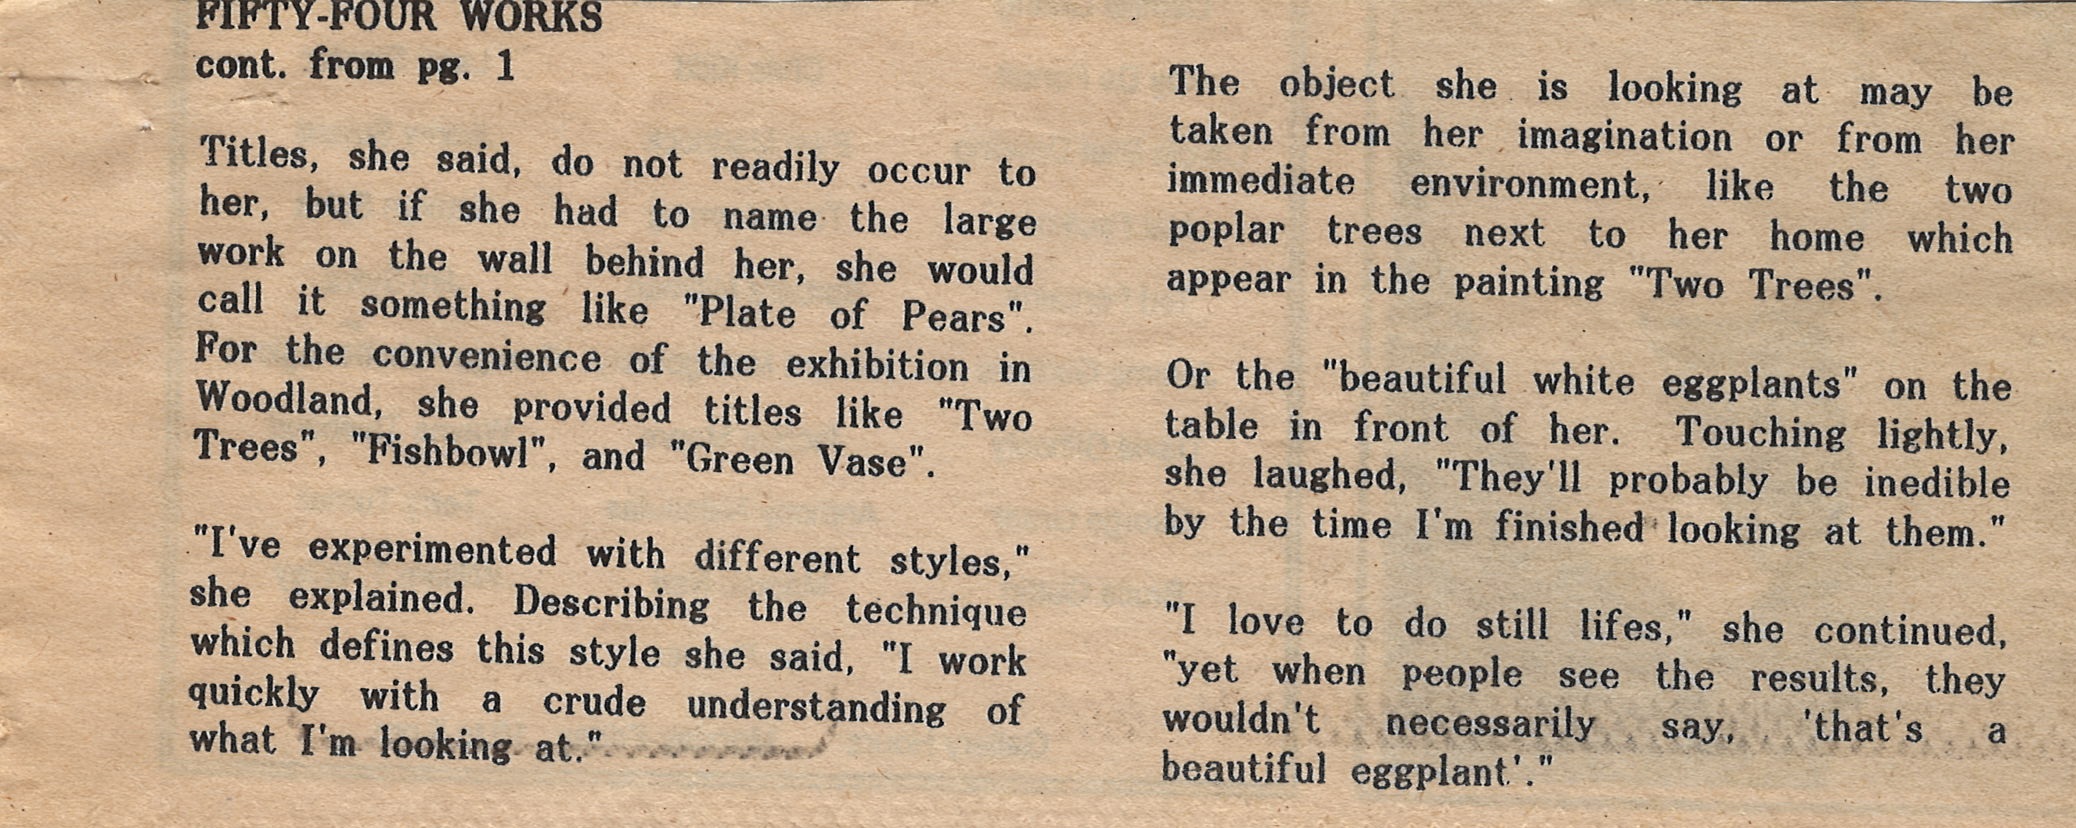 FIFTY-FOUR WORKS
cont. from pg. 1
Titles, she said, do not readily occur to
her, but if she had to name the large
work on the wall behind her, she would
call it something like "Plate of Pears".
For the convenience of the exhibition in
Woodland, she provided titles like "Two
Trees", "Fishbowl", and "Green Vase".
"I've experimented with different styles,"
she explained. Describing the technique
which defines this style she said, "I work
quickly with a crude understanding of
what I'm looking at."
The object she is looking at may be
taken from her imagination or from her
immediate environment, like the two
poplar trees next to her home which
appear in the painting "Two Trees".
Or the "beautiful white eggplants" on the
table in front of her. Touching lightly,
she laughed, "They'll probably be inedible
by the time I'm finished looking at them."
"I love to do still lifes," she continued,
"yet when people see the results, they
wouldn't necessarily say, 'that's a
beautiful eggplant'."